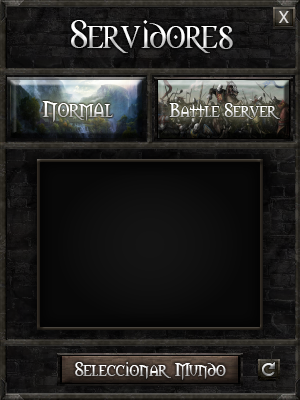 Servidores
X
Normal
Battle Server
Seleccionar Mundo